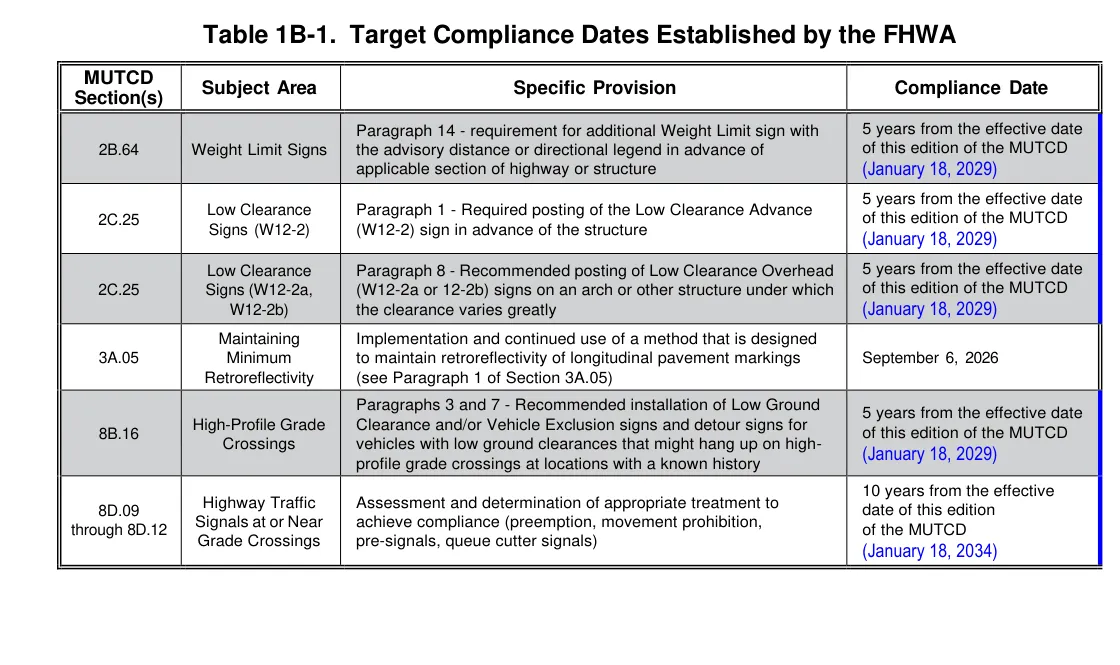 Table 1B-1. Target Compliance Dates Established by the FHWA
MUTCD
Section(s)
Subject Area
Specific Provision
Compliance Date
2B.64
Weight Limit Signs
Paragraph 14 - requirement for additional Weight Limit sign with
the advisory distance or directional legend in advance of
applicable section of highway or structure
5 years from the effective date
of this edition of the MUTCD
(January 18, 2029)
2C.25
Low Clearance
Signs (W12-2)
Paragraph 1 - Required posting of the Low Clearance Advance
(W12-2) sign in advance of the structure
5 years from the effective date
of this edition of the MUTCD
(January 18, 2029)
2C.25
Low Clearance
Signs (W12-2a,
W12-2b)
Paragraph 8 - Recommended posting of Low Clearance Overhead
(W12-2a or 12-2b) signs on an arch or other structure under which
the clearance varies greatly
5 years from the effective date
of this edition of the MUTCD
(January 18, 2029)
3A.05
Maintaining
Minimum
Retroreflectivity
Implementation and continued use of a method that is designed
to maintain retroreflectivity of longitudinal pavement markings
(see Paragraph 1 of Section 3A.05)
September 6, 2026
8B.16
High-Profile Grade
Crossings
Paragraphs 3 and 7 - Recommended installation of Low Ground
Clearance and/or Vehicle Exclusion signs and detour signs for
vehicles with low ground clearances that might hang up on high-
profile grade crossings at locations with a known history
5 years from the effective date
of this edition of the MUTCD
(January 18, 2029)
8D.09
through 8D.12
Highway Traffic
Signals at or Near
Grade Crossings
Assessment and determination of appropriate treatment to
achieve compliance (preemption, movement prohibition,
pre-signals, queue cutter signals)
10 years from the effective
date of this edition
of the MUTCD
(January 18, 2034)